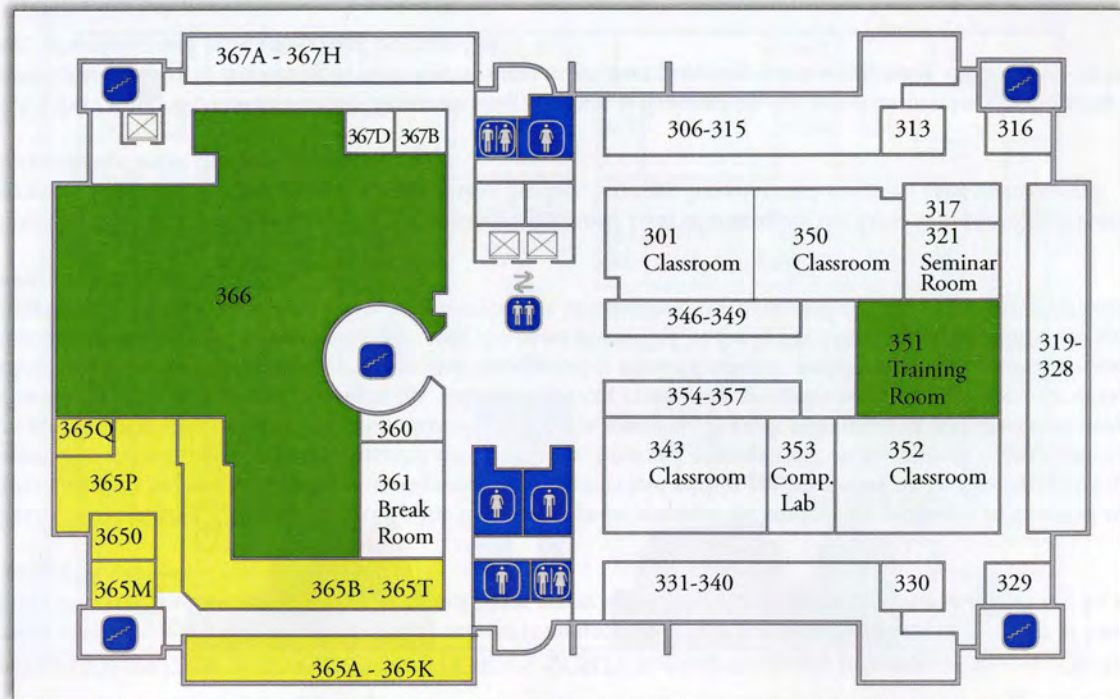 367A - 367H
367D
367B
306-315
313
316
317
301
Classroom
350
Classroom
321
Seminar
Room
366
346-349
351
Training
Room
319-
328
354-357
360
365Q
365P
361
Break
Room
343
Classroom
353
Comp.
Lab
352
Classroom
3650
365M
365B - 365T
331-340
330
329
365A - 365K